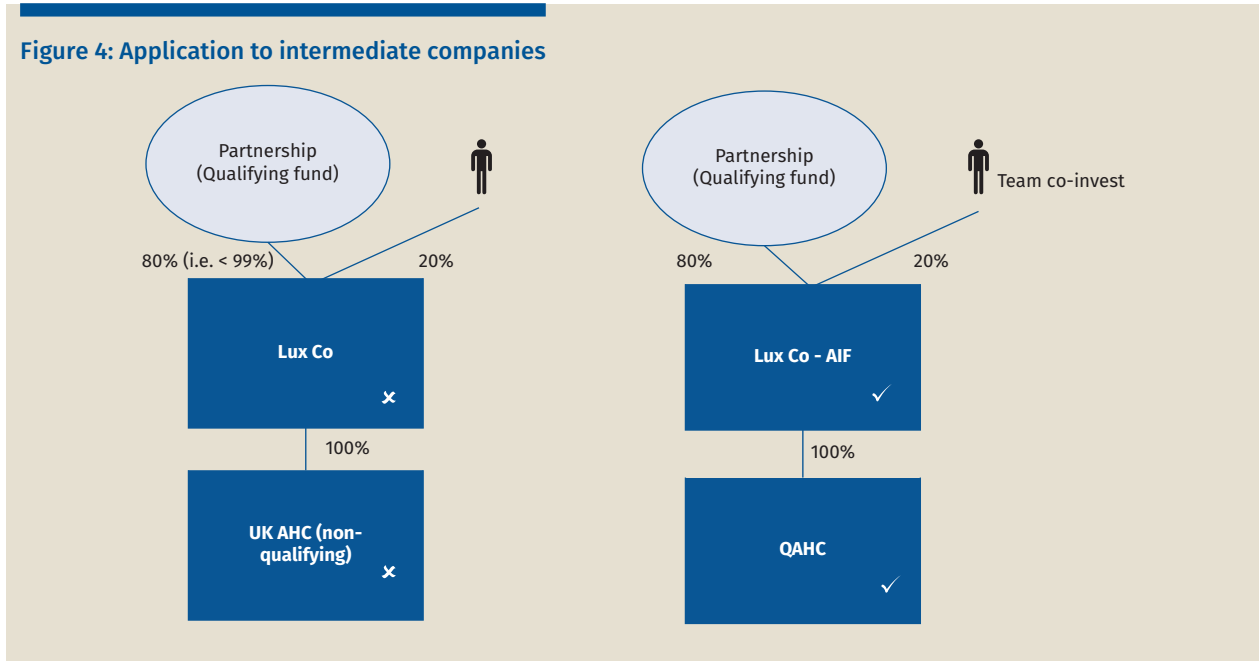 Figure 4: Application to intermediate companies
Partnership
(Qualifying fund)
80% (i.e. < 99%)
20%
Lux Co
✘
100%
UK AHC (non-
qualifying)
✘
Partnership
(Qualifying fund)
Team co-invest
80%
20%
Lux Co - AIF
✓
100%
QAHC
✓